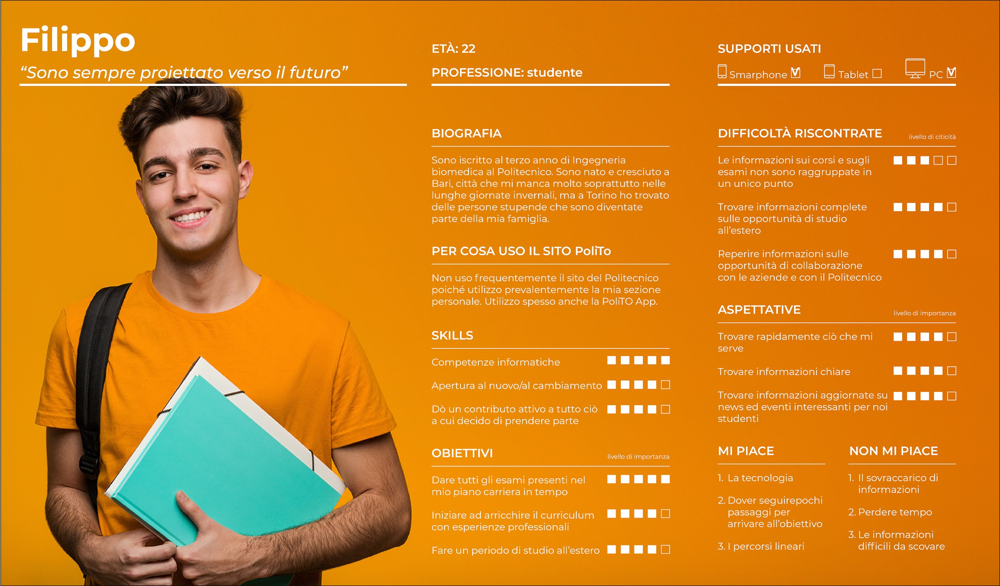 Filippo
“Sono sempre proiettato verso il futuro”
ETÀ: 22
PROFESSIONE: studente
SUPPORTI USATI
Smarphone
Tablet
PC
BIOGRAFIA
Sono iscritto al terzo anno di Ingegneria
biomedica al Politecnico. Sono nato e cresciuto a
Bari, città che mi manca molto soprattutto nelle
lunghe giornate invernali, ma a Torino ho trovato
delle persone stupende che sono diventate
parte della mia famiglia.
PER COSA USO IL SITO PoliTo
Non uso frequentemente il sito del Politecnico
poiché utilizzo prevalentemente la mia sezione
personale. Utilizzo spesso anche la PoliTO App.
SKILLS
Competenze informatiche
Apertura al nuovo/al cambiamento
Dò un contributo attivo a tutto ciò
a cui decido di prendere parte
OBIETTIVI
livello di importanza
Dare tutti gli esami presenti nel
mio piano carriera in tempo
Iniziare ad arricchire il curriculum
con esperienze professionali
Fare un periodo di studio all’estero
DIFFICOLTÀ RISCONTRATE
livello di citicità
Le informazioni sui corsi e sugli
esami non sono raggruppate in
un unico punto
Trovare informazioni complete
sulle opportunità di studio
all’estero
Reperire informazioni sulle
opportunità di collaborazione
con le aziende e con il Politecnico
ASPETTATIVE
livello di importanza
Trovare rapidamente ciò che mi
serve
Trovare informazioni chiare
Trovare informazioni aggiornate su
news ed eventi interessanti per noi
studenti
MI PIACE
1. La tecnologia
2. Dover seguirepochi
passaggi per
arrivare all’obiettivo
3. I percorsi lineari
NON MI PIACE
1. Il sovraccarico di
informazioni
2. Perdere tempo
3. Le informazioni
difficili da scovare